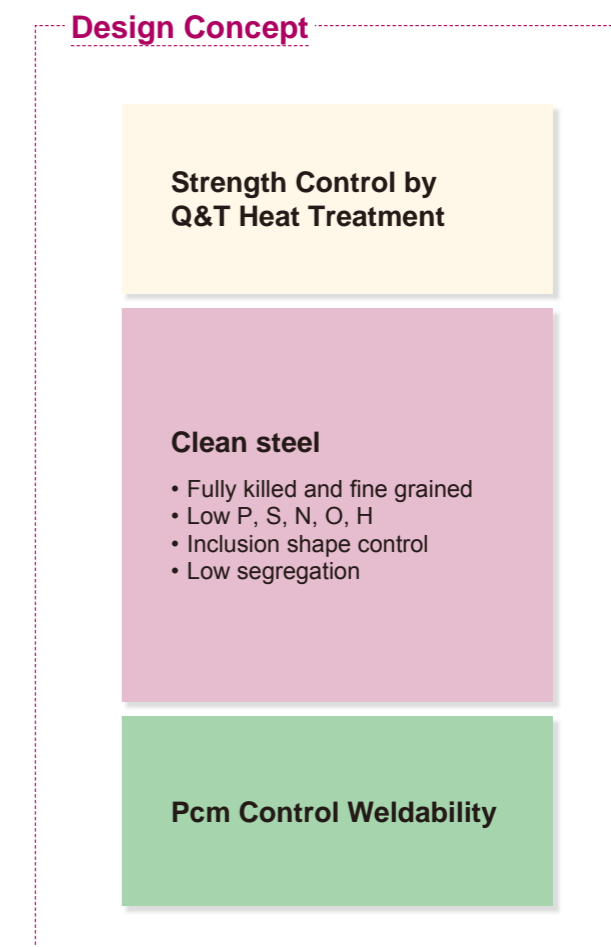 Design Concept
Strength Control by
Q&T Heat Treatment
Clean steel
• Fully killed and fine grained
• Low P, S, N, O, H
• Inclusion shape control
• Low segregation
Pcm Control Weldability